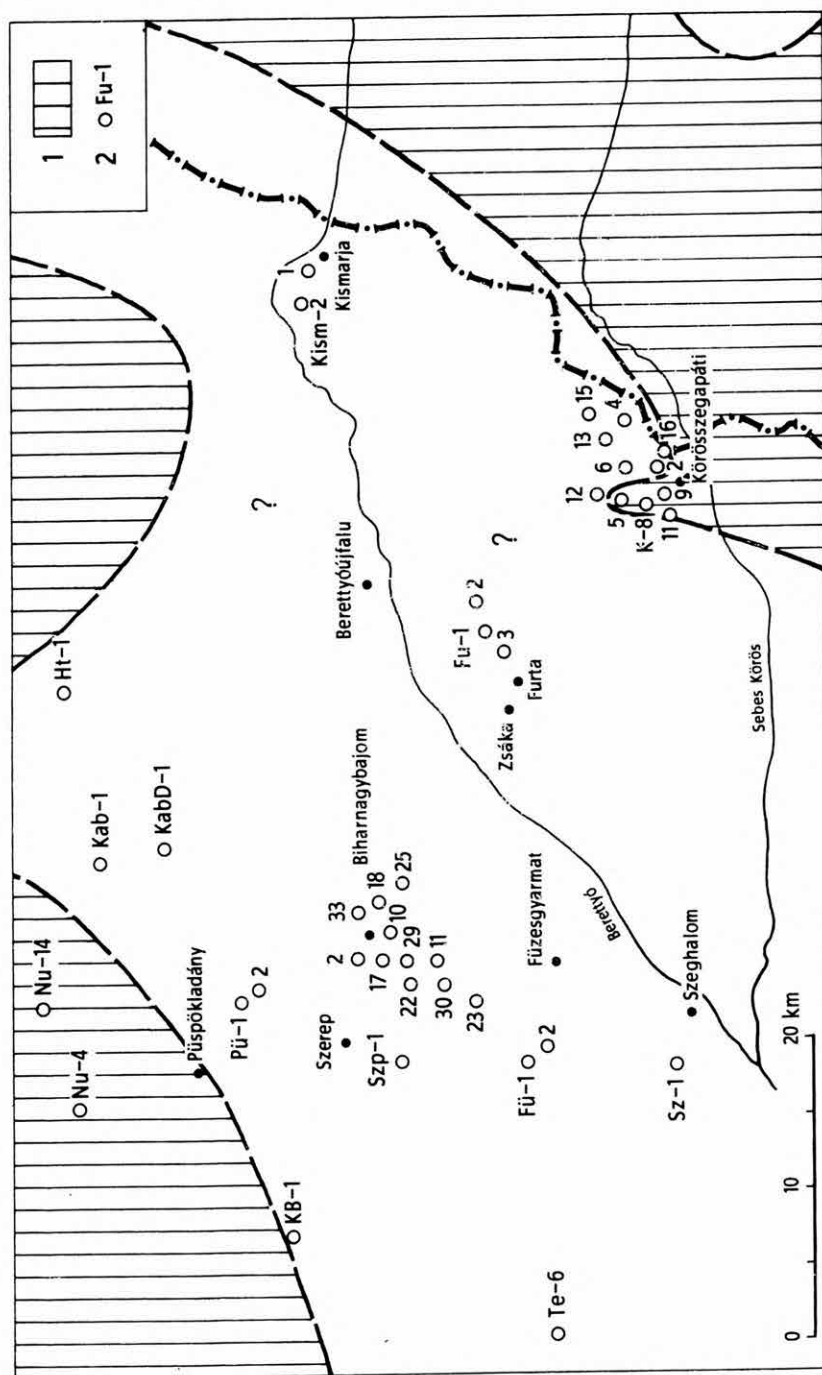 1
2 Fu-1
Nu-14
Nu-4
Kab-1
KabD-1
Ht-1
Püspökladány
Pü-1
2
KB-1
Szerep
Szp-1
Biharnagybajom
33
2
18
17
10
25
22
29
30
11
23
?
Berettyóújfalu
1
Kism-2
Kismarja
Fu-1
2
3
Zsáka
Furta
?
Füzesgyarmat
Fü-1
2
Te-6
Berettyó
Szeghalom
Sz-1
Sebes Körös
12
13
15
6
4
5
K-8
16
2
9
11
Körösszegapáti
0 10 20 km